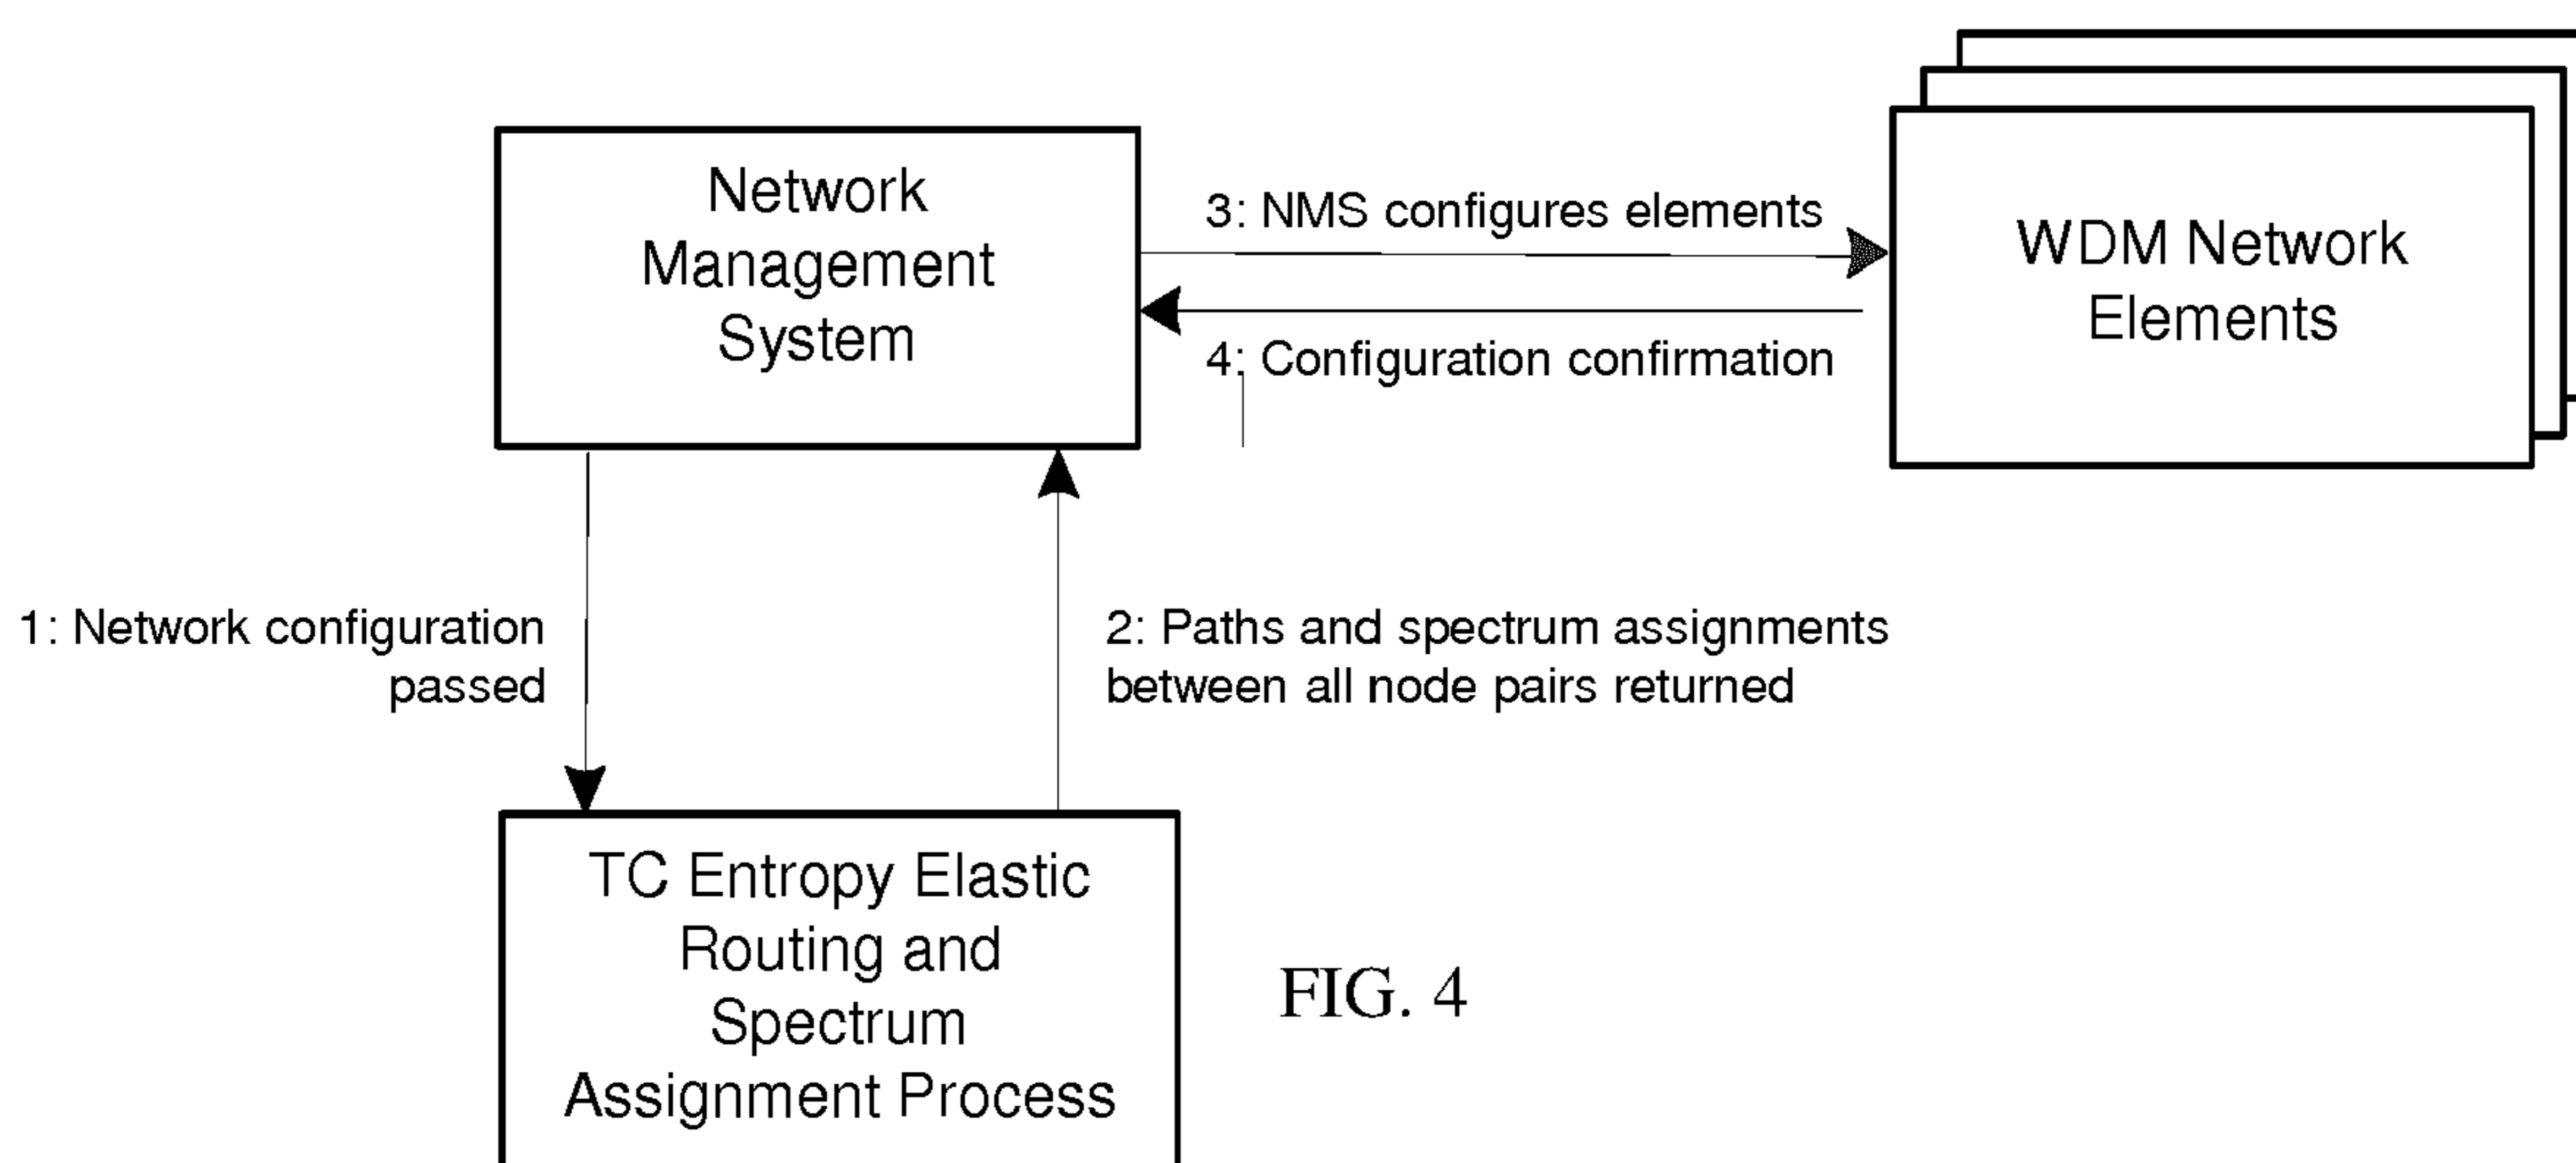 Network
Management
System
3: NMS configures elements
4: Configuration confirmation
WDM Network
Elements
1: Network configuration
passed
2: Paths and spectrum assignments
between all node pairs returned
TC Entropy Elastic
Routing and
Spectrum
Assignment Process
FIG. 4